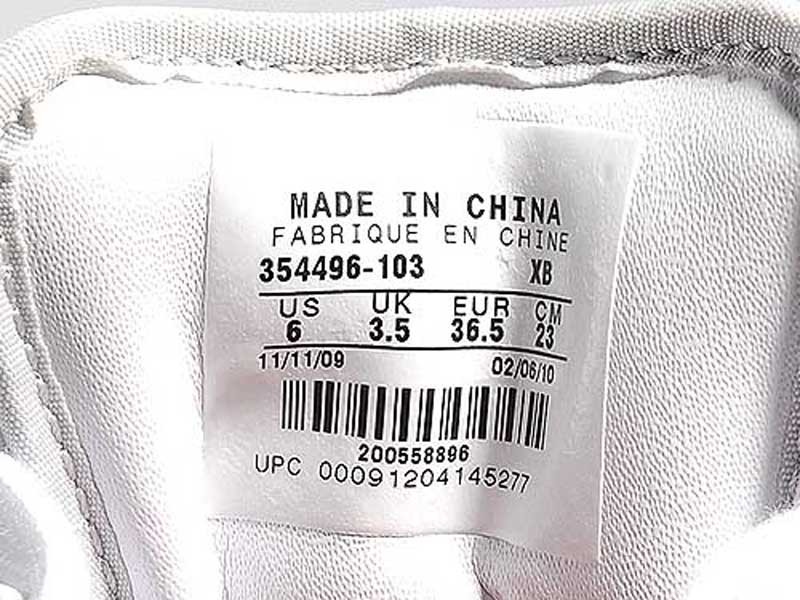 MADE IN CHINA
FABRIQUE EN CHINE
354496-103 XB
US UK EUR CM
6 3.5 36.5 23
11/11/09 02/06/10
200558896
UPC 00091204145277